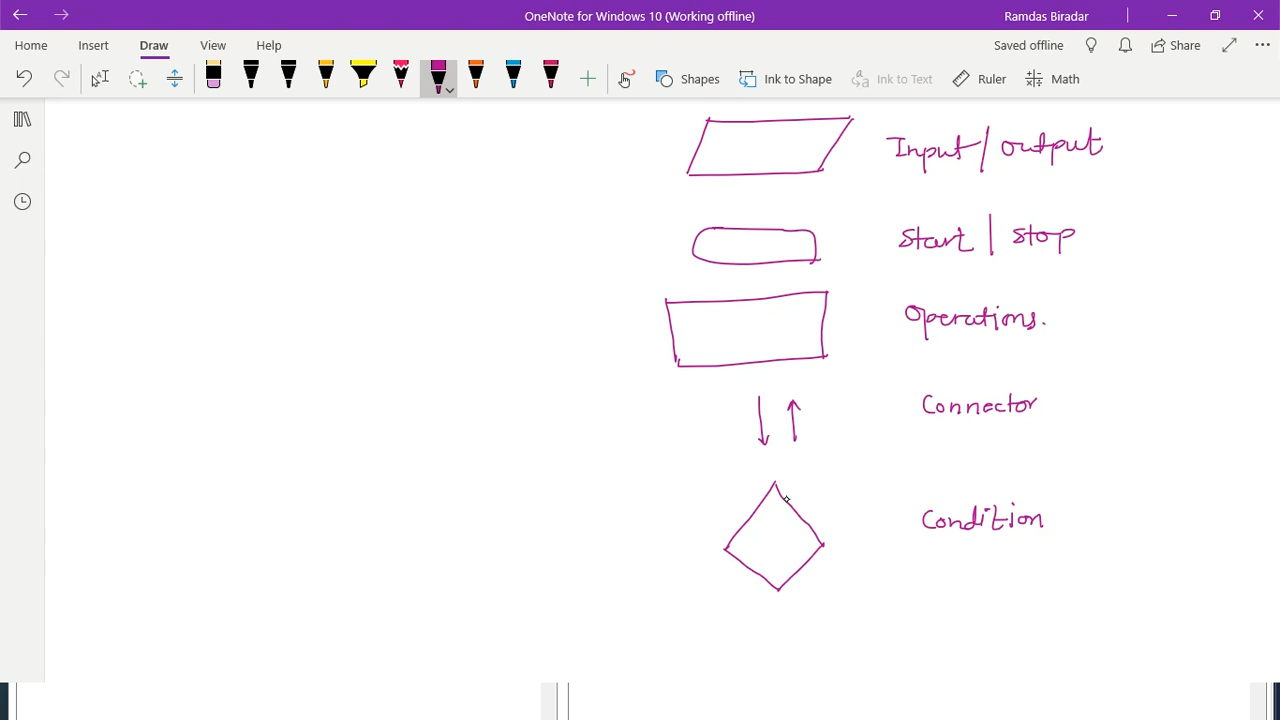 OneNote for Windows 10 (Working offline)
Ramdas Biradar
Home Insert Draw View Help
Saved offline Share
Shapes Ink to Shape Ink to Text Ruler Math
Input/output
Start | stop
Operations.
Connector
Condition